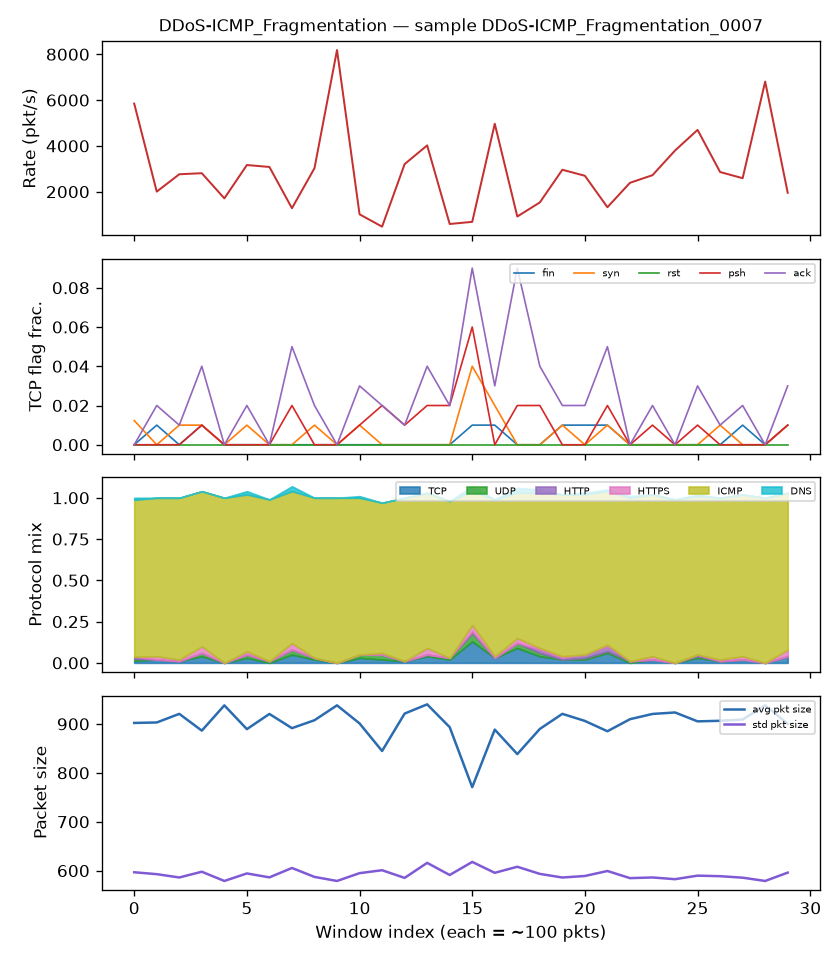 DDoS-ICMP_Fragmentation — sample DDoS-ICMP_Fragmentation_0007
8000
6000
4000
2000
Rate (pkt/s)
fin syn rst psh ack
0.08
0.06
0.04
0.02
0.00
TCP flag frac.
TCP UDP HTTP HTTPS ICMP DNS
1.00
0.75
0.50
0.25
0.00
Protocol mix
avg pkt size
std pkt size
900
800
700
600
Packet size
0 5 10 15 20 25 30
Window index (each = ~100 pkts)